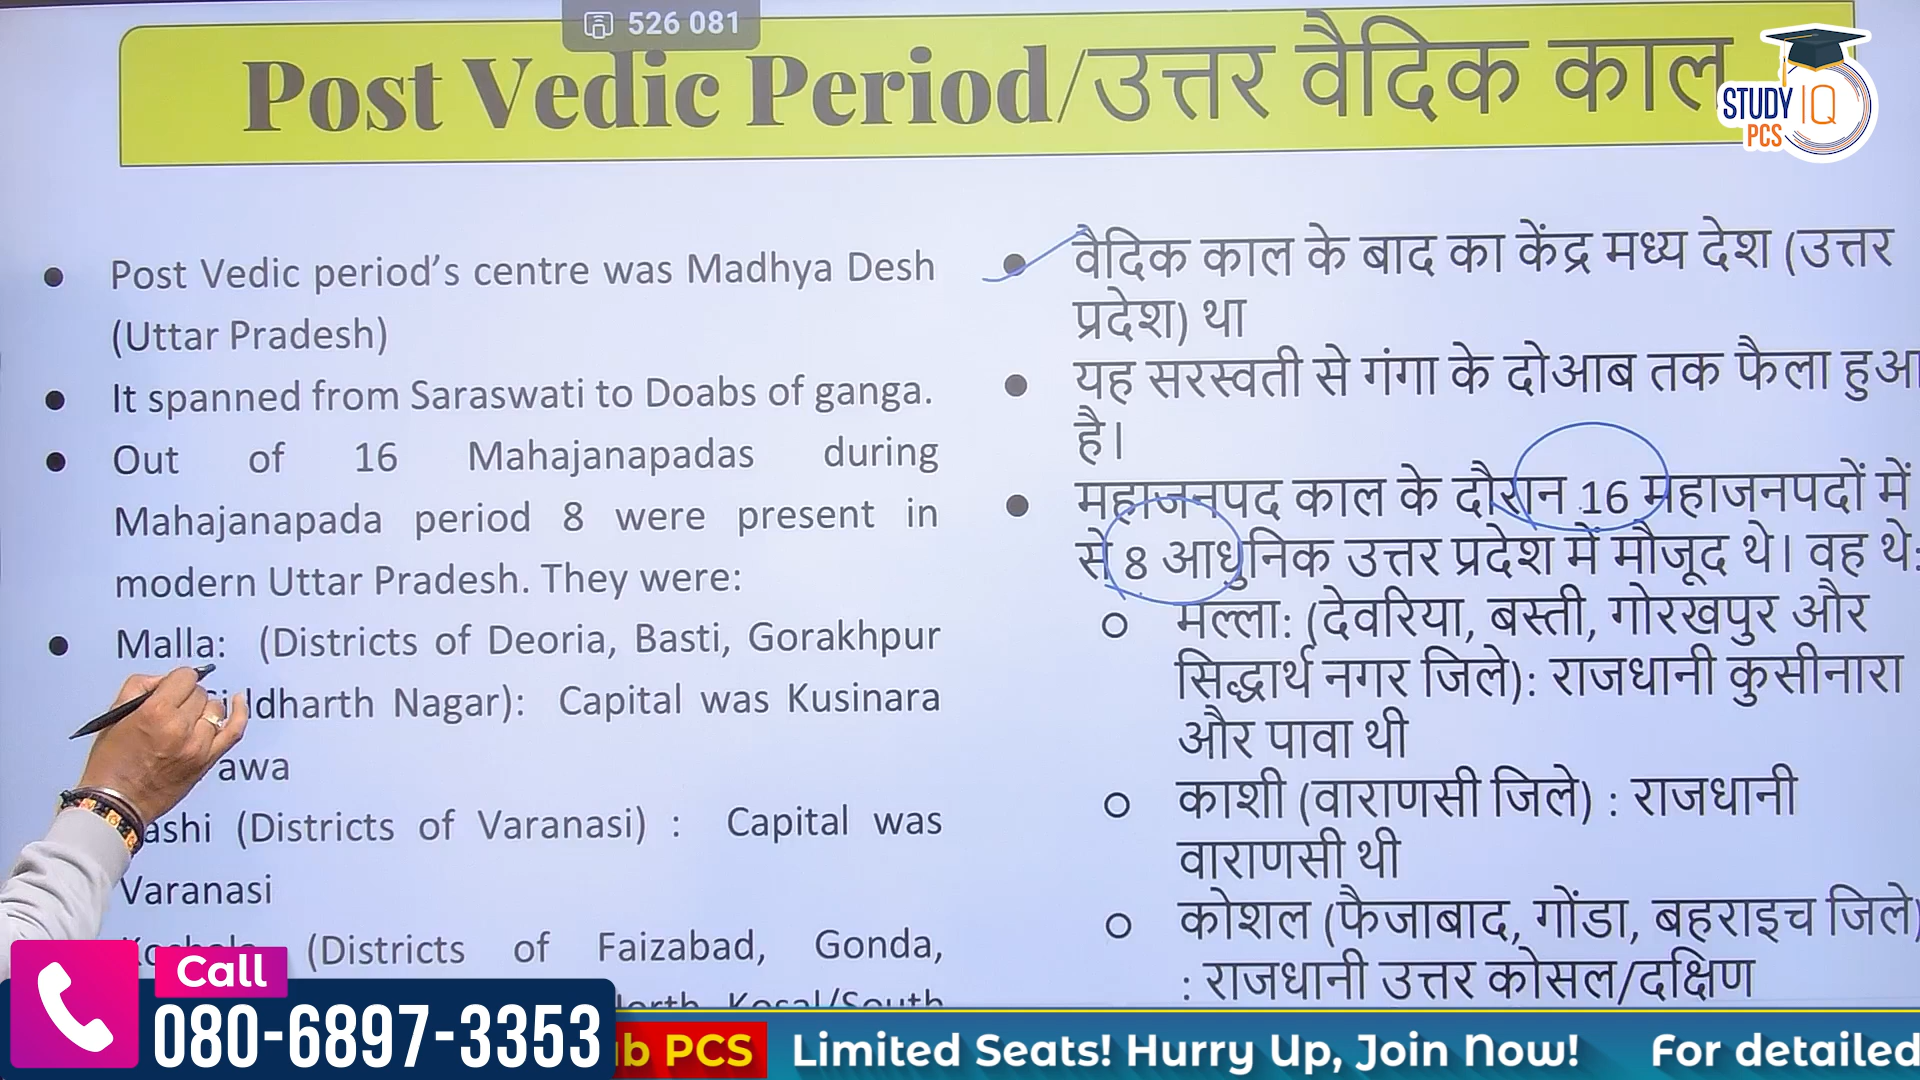 526 081
Post Vedic Period/उत्तर वैदिक काल
STUDY IQ
PCS
Post Vedic period’s centre was Madhya Desh
(Uttar Pradesh)
It spanned from Saraswati to Doabs of ganga.
Out of 16 Mahajanapadas during
Mahajanapada period 8 were present in
modern Uttar Pradesh. They were:
Malla: (Districts of Deoria, Basti, Gorakhpur
Nagar): Capital was Kusinara
Varanasi) : Capital was
Varanasi
(Districts of Faizabad, Gonda,
वैदिक काल के बाद का केंद्र मध्य देश (उत्तर
प्रदेश) था
यह सरस्वती से गंगा के दोआब तक फैला हुआ
है।
महाजनपद काल के दौरान 16 महाजनपदों में
से 8 आधुनिक उत्तर प्रदेश में मौजूद थे। वह थे:
मल्ला: (देवरिया, बस्ती, गोरखपुर और
सिद्धार्थ नगर जिले): राजधानी कुसीनारा
और पावा थी
काशी (वाराणसी जिले) : राजधानी
वाराणसी थी
कोशल (फैजाबाद, गोंडा, बहराइच जिले)
: राजधानी उत्तर कोसल/दक्षिण
Call
080-6897-3353
PCS
Limited Seats! Hurry Up, Join Now!
For detailed